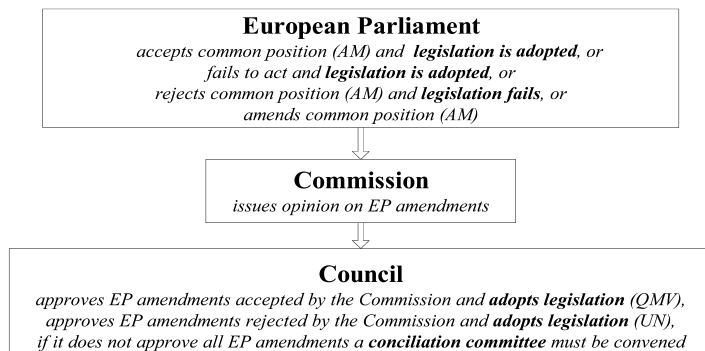 European Parliament
accepts common position (AM) and legislation is adopted, or
fails to act and legislation is adopted, or
rejects common position (AM) and legislation fails, or
amends common position (AM)
Commission
issues opinion on EP amendments
Council
approves EP amendments accepted by the Commission and adopts legislation (QMV),
approves EP amendments rejected by the Commission and adopts legislation (UN),
if it does not approve all EP amendments a conciliation committee must be convened